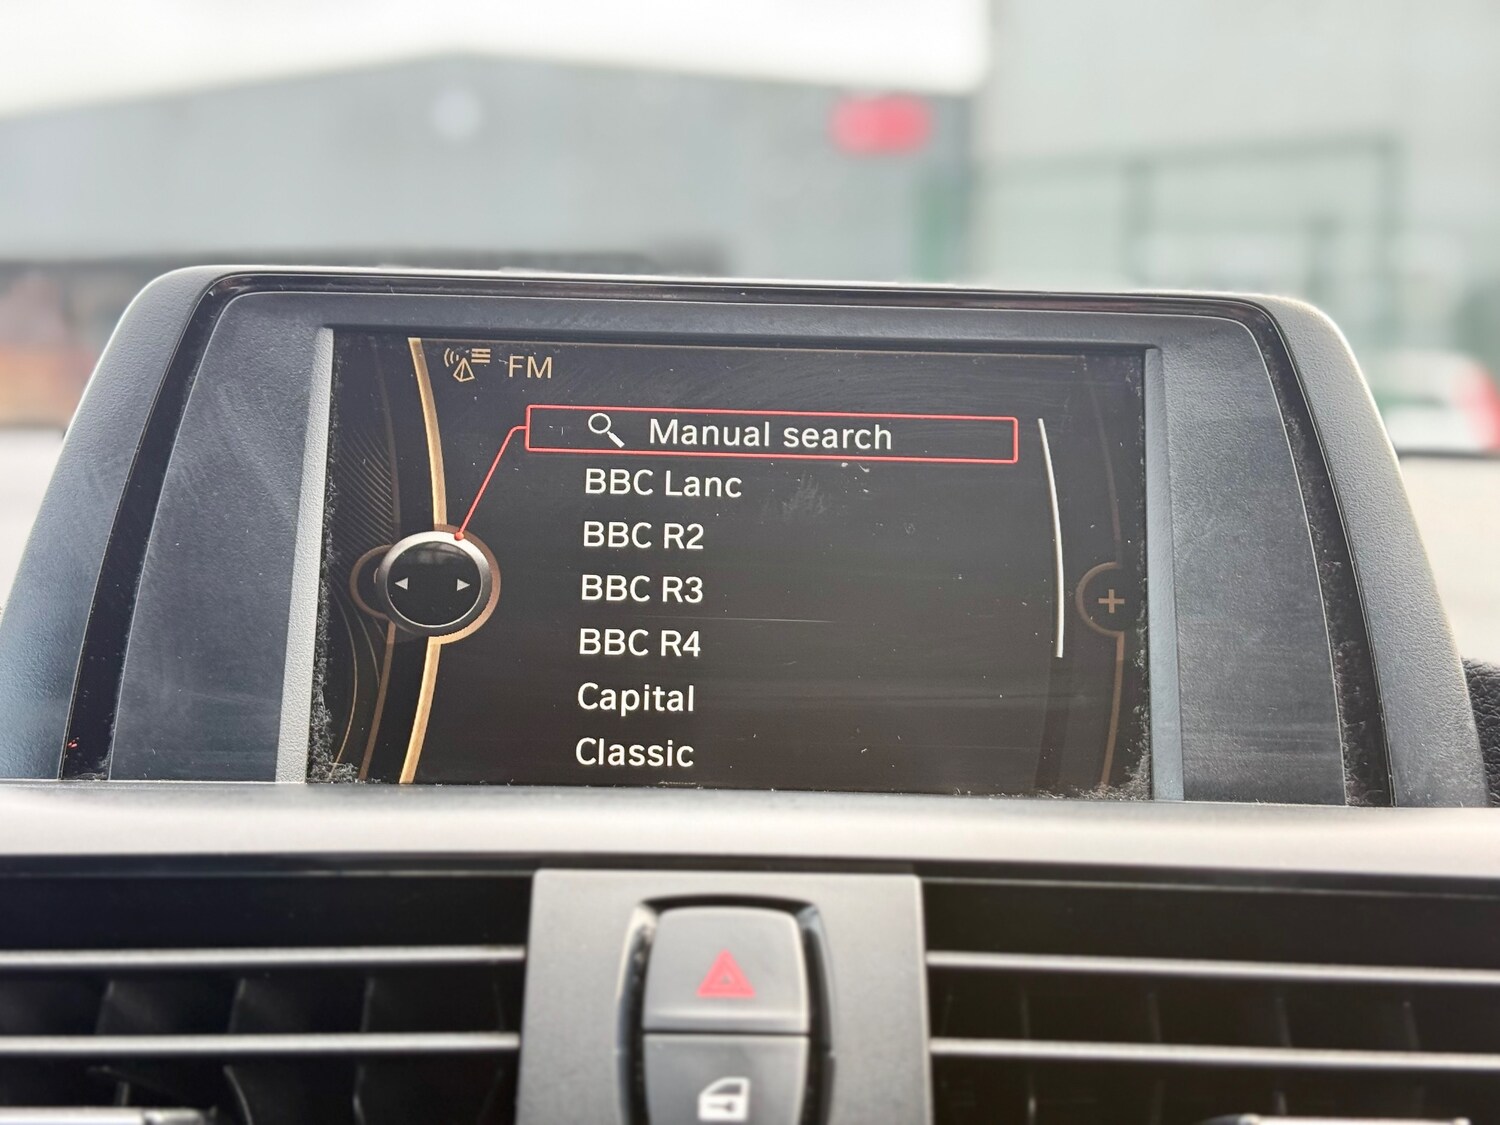 FM
Manual search
BBC Lanc
BBC R2
BBC R3
BBC R4
Capital
Classic